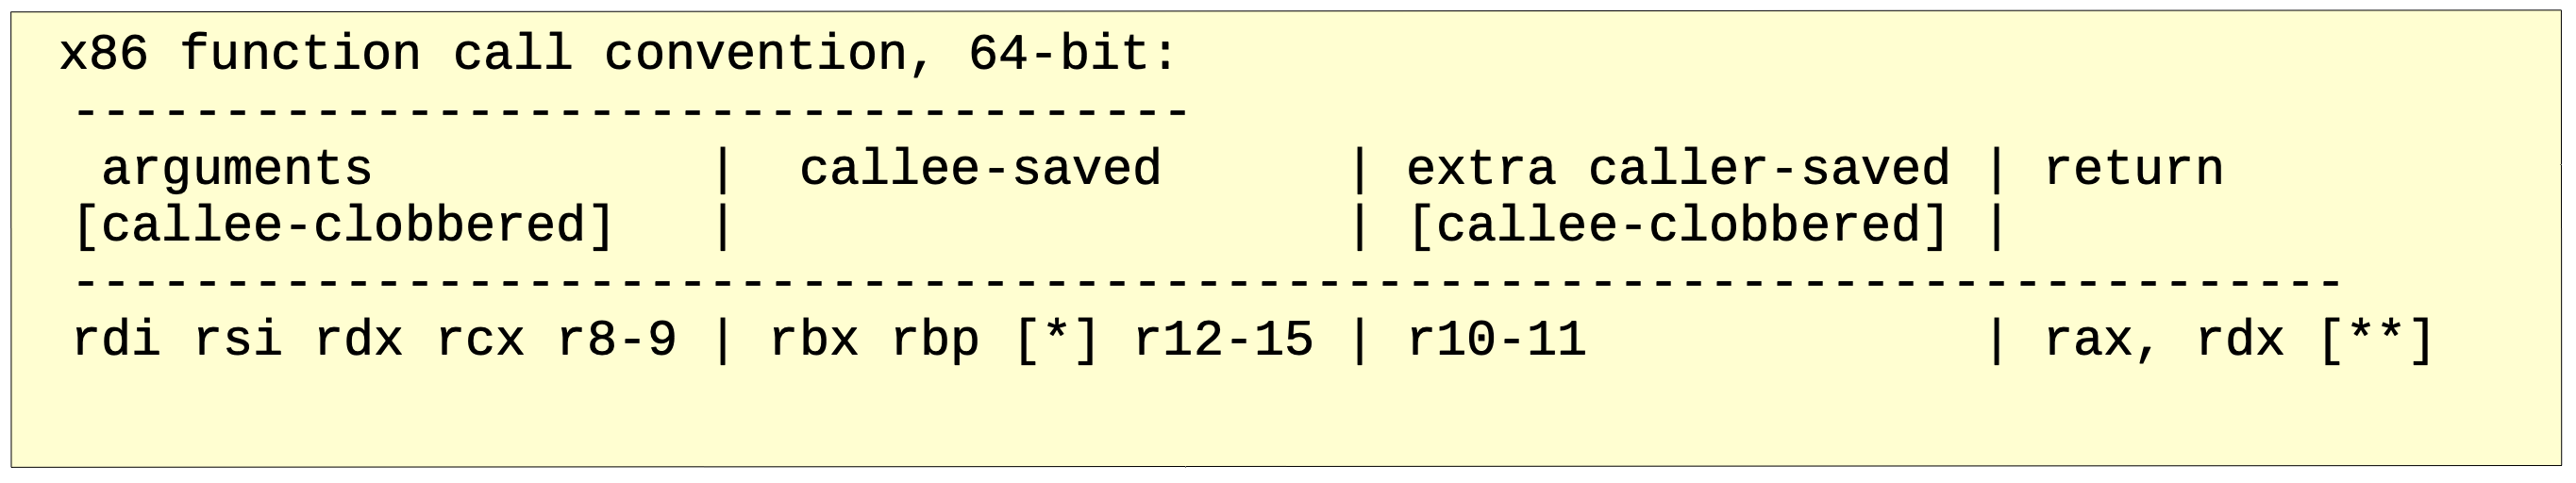 x86 function call convention, 64-bit:
-------------------------------------
arguments | callee-saved | extra caller-saved | return
[callee-clobbered] | | [callee-clobbered] |
---------------------------------------------------------------------------
rdi rsi rdx rcx r8-9 | rbx rbp [*] r12-15 | r10-11 | rax, rdx [**]